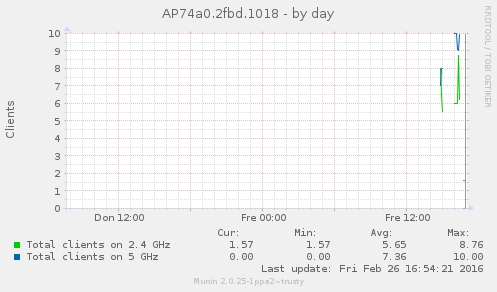 AP74a0.2fbd.1018 - by day
RRDTOOL / TOBI OETIKER
Clients
10
9
8
7
6
5
4
3
2
1
0
Don 12:00 Fre 00:00 Fre 12:00
Cur: Min: Avg: Max:
Total clients on 2.4 GHz 1.57 1.57 5.65 8.76
Total clients on 5 GHz 0.00 0.00 7.36 10.00
Last update: Fri Feb 26 16:54:21 2016
Munin 2.0.25-1ppa2~trusty